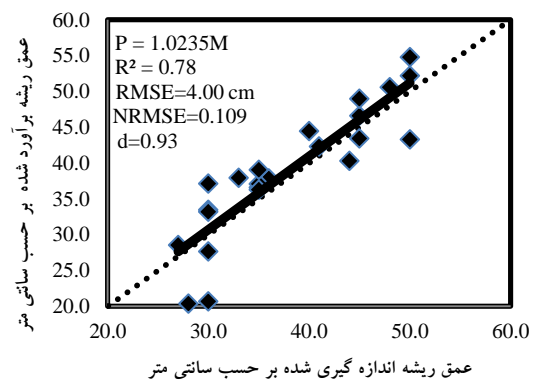 60.0
55.0
50.0
45.0
40.0
35.0
30.0
25.0
20.0
عمق ریشه برآورد شده بر حسب سانتی متر
P = 1.0235M
R² = 0.78
RMSE=4.00 cm
NRMSE=0.109
d=0.93
20.0 30.0 40.0 50.0 60.0
عمق ریشه اندازه گیری شده بر حسب سانتی متر